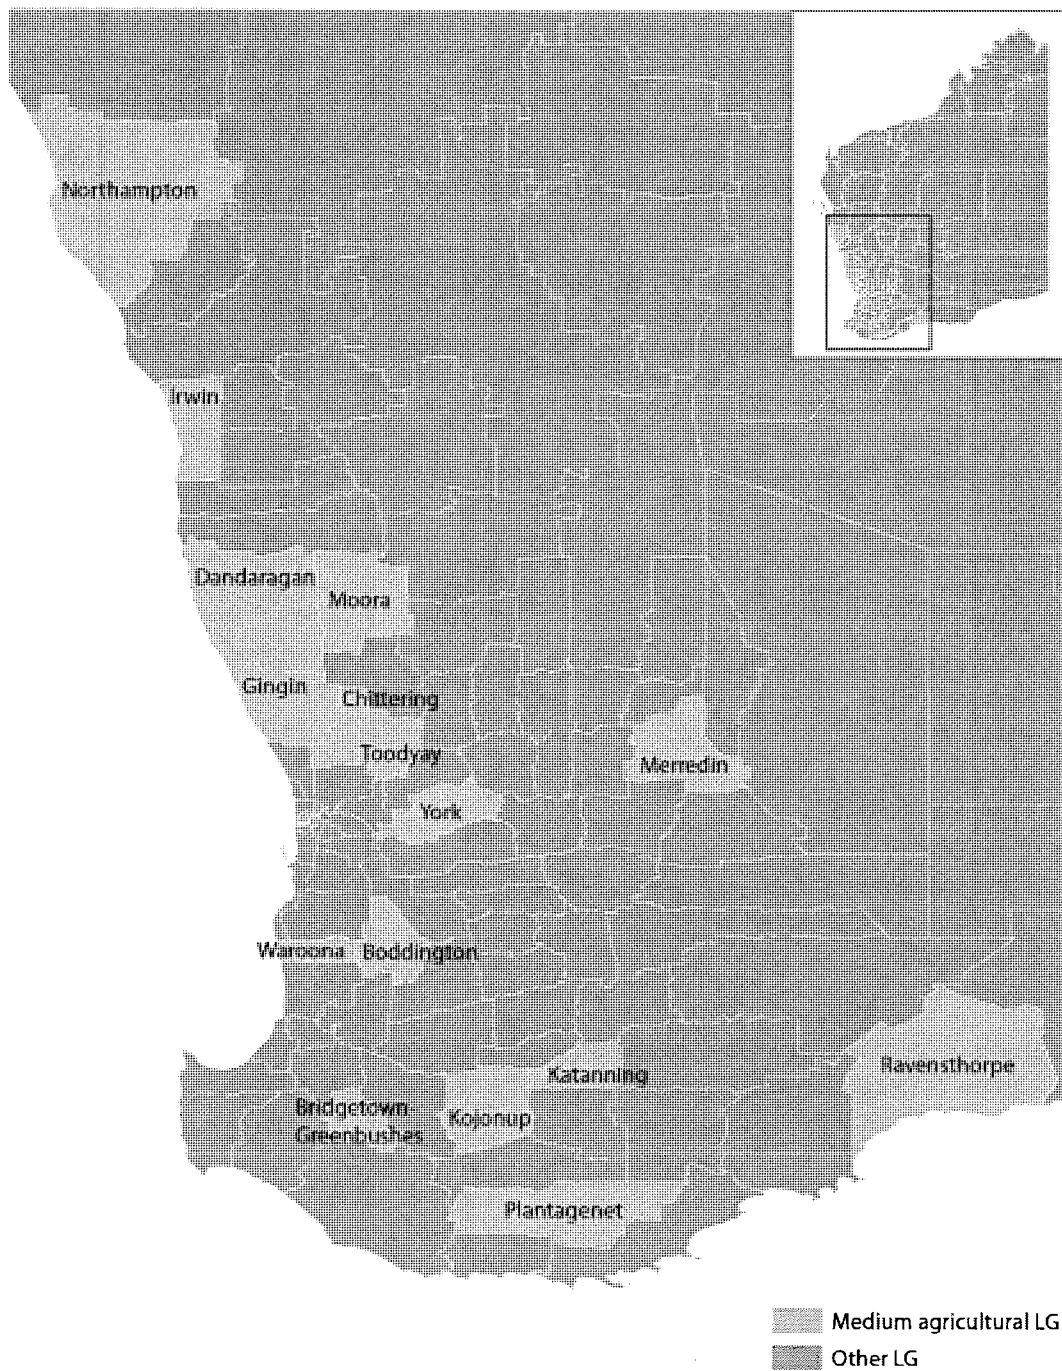 Northampton
Irwin
Dandaragan
Moora
Gingin
Chittering
Toodyay
Merredin
York
Waroona
Boddington
Ravensthorpe
Katanning
Bridgetown-
Greenbushes
Kojonup
Plantagenet
Medium agricultural LG
Other LG